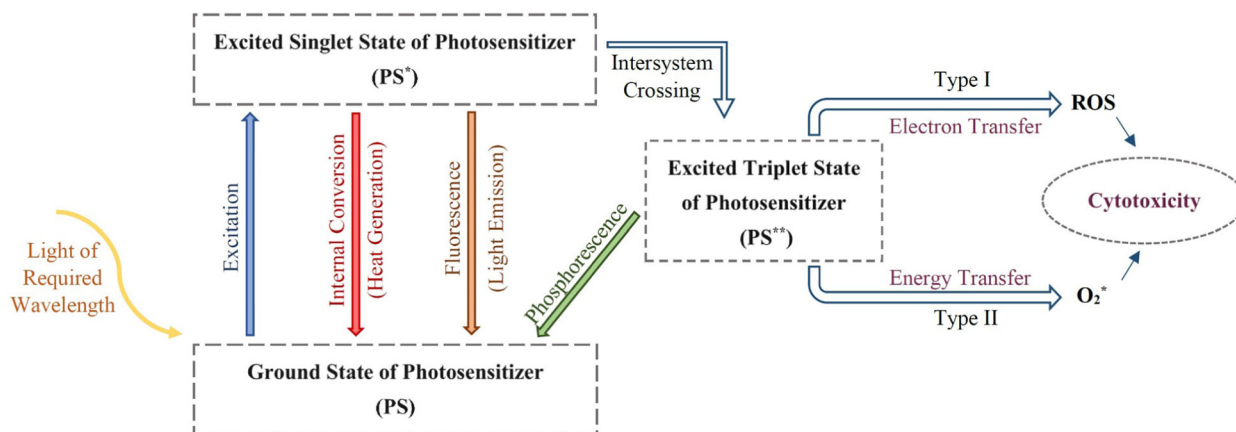 Excited Singlet State of Photosensitizer
(PS*)
Intersystem
Crossing
Type I
Electron Transfer
ROS
Excited Triplet State
of Photosensitizer
(PS**)
Cytotoxicity
Energy Transfer
Type II
O₂*
Light of
Required
Wavelength
Excitation
Internal Conversion
(Heat Generation)
Fluorescence
(Light Emission)
Phosphorescence
Ground State of Photosensitizer
(PS)